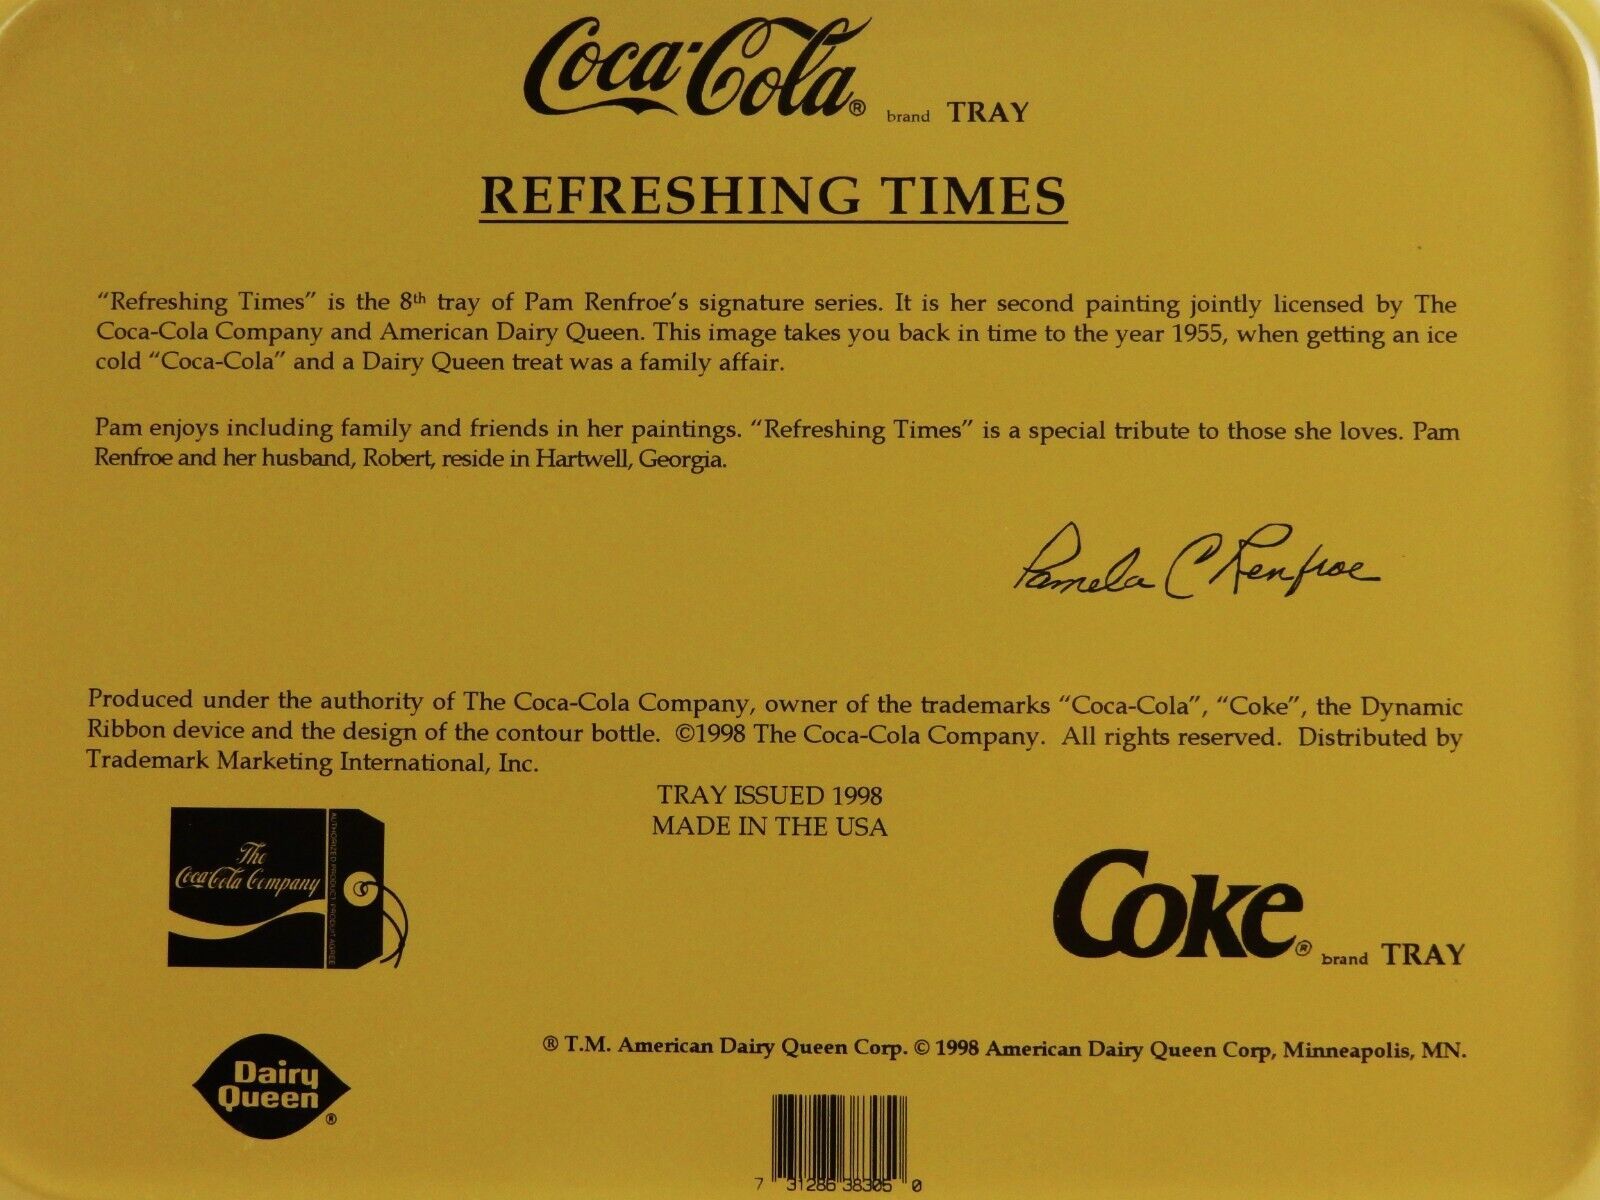 Coca-Cola® brand TRAY
REFRESHING TIMES
“Refreshing Times” is the 8th tray of Pam Renfroe’s signature series. It is her second painting jointly licensed by The
Coca-Cola Company and American Dairy Queen. This image takes you back in time to the year 1955, when getting an ice
cold “Coca-Cola” and a Dairy Queen treat was a family affair.
Pam enjoys including family and friends in her paintings. “Refreshing Times” is a special tribute to those she loves. Pam
Renfroe and her husband, Robert, reside in Hartwell, Georgia.
Pamela C Renfroe
Produced under the authority of The Coca-Cola Company, owner of the trademarks “Coca-Cola”, “Coke”, the Dynamic
Ribbon device and the design of the contour bottle. ©1998 The Coca-Cola Company. All rights reserved. Distributed by
Trademark Marketing International, Inc.
TRAY ISSUED 1998
MADE IN THE USA
The
Coca-Cola Company
AUTHORIZED PRODUCT PRODUIT AGREE
Coke® brand TRAY
® T.M. American Dairy Queen Corp. © 1998 American Dairy Queen Corp, Minneapolis, MN.
Dairy
Queen®
7 31286 38305 0